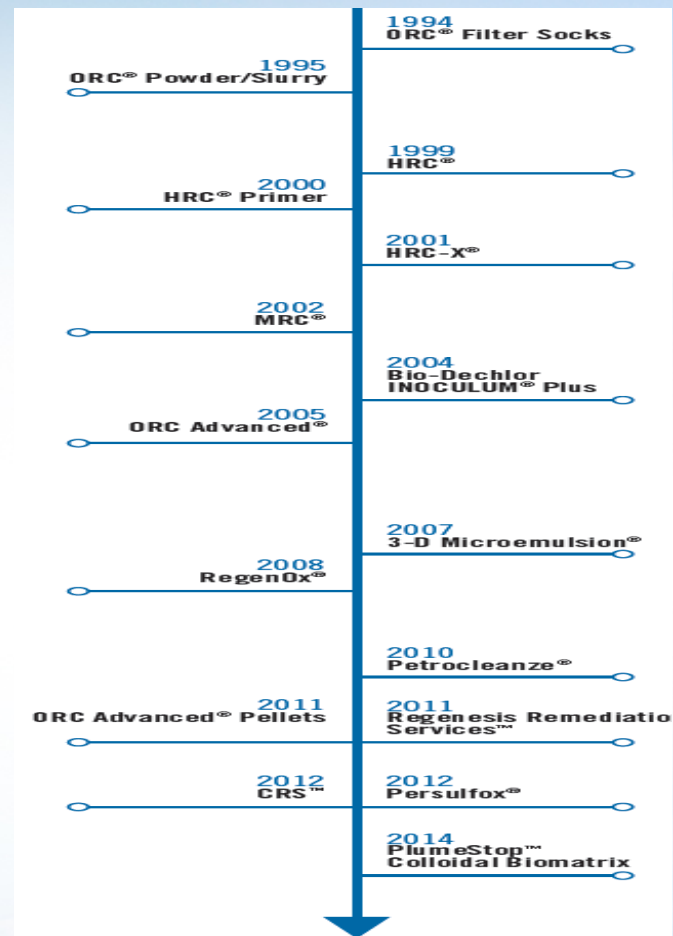 1994
ORC® Filter Socks
1995
ORC® Powder/Slurry
1999
HRC®
2000
HRC® Primer
2001
HRC-X®
2002
MRC®
2004
Bio-Dechlor
INOCULUM® Plus
2005
ORC Advanced®
2007
3-D Microemulsion®
2008
RegenOx®
2010
Petrocleanze®
2011
ORC Advanced® Pellets
2011
Regenesis Remediatio
Services™
2012
CRS™
2012
Persulfox®
2014
PlumeStop™
Colloidal Biomatrix